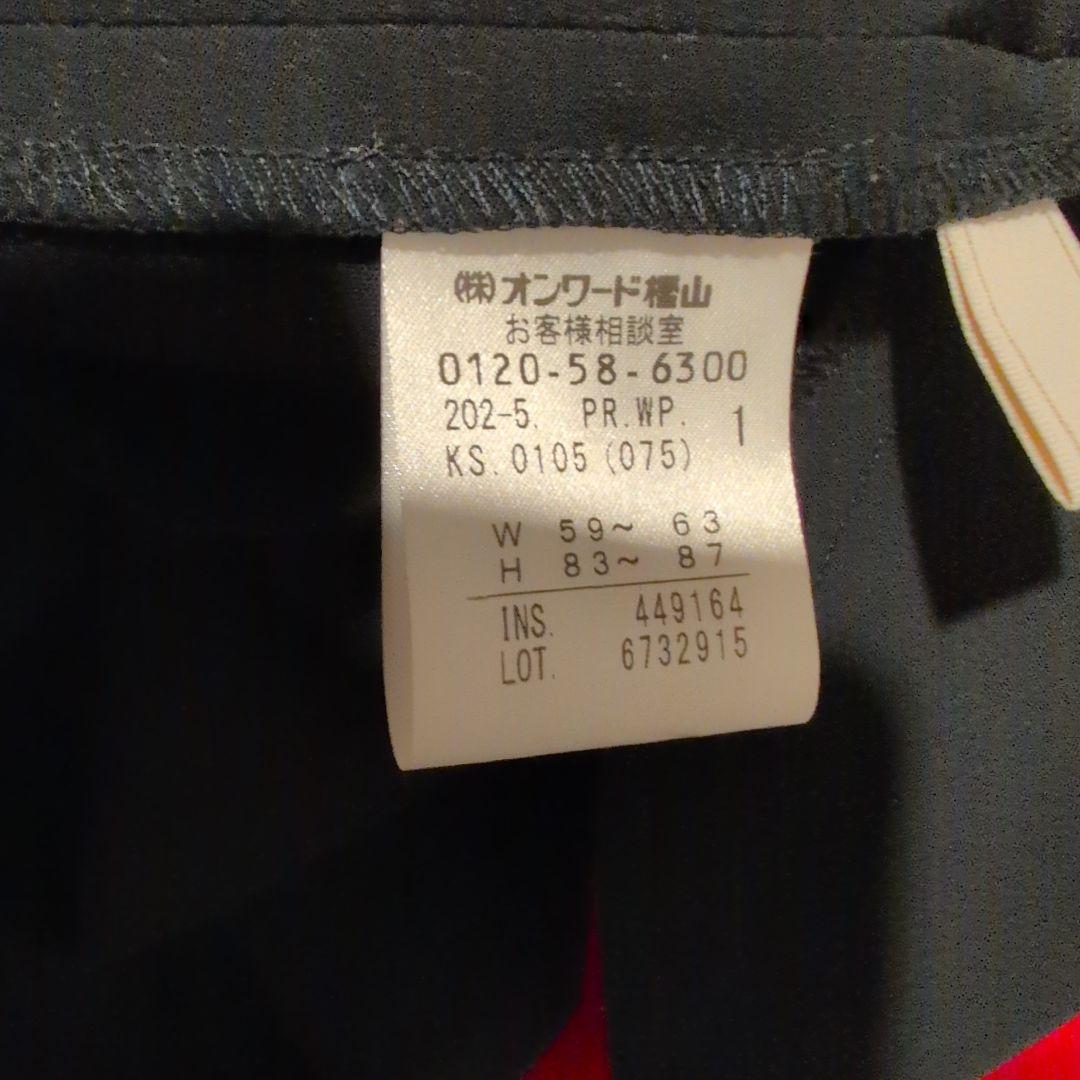 (株)オンワード樫山
お客様相談室
0120-58-6300
202-5. PR.WP. 1
KS.0105(075)
W 59~ 63
H 83~ 87
INS. 449164
LOT. 6732915